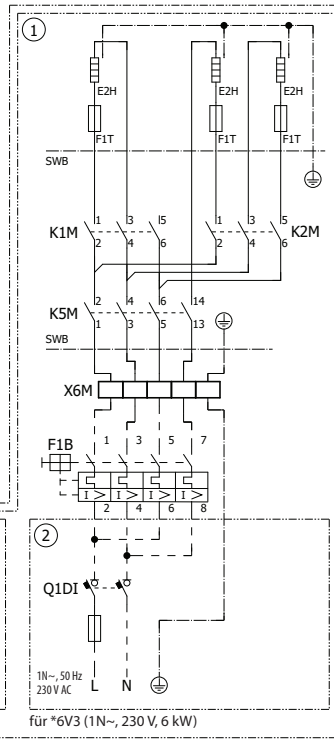 1
E2H E2H E2H
F1T F1T F1T
SWB
1 3 5 1 3 5
K1M K2M
2 4 6 2 4 6
2 4 6 14
K5M
1 3 5 13
SWB
X6M
F1B
1 3 5 7
I > I > I > I >
2 4 6 8
2
Q1DI
1N~, 50 Hz
230 V AC
L N
für *6V3 (1N~, 230 V, 6 kW)